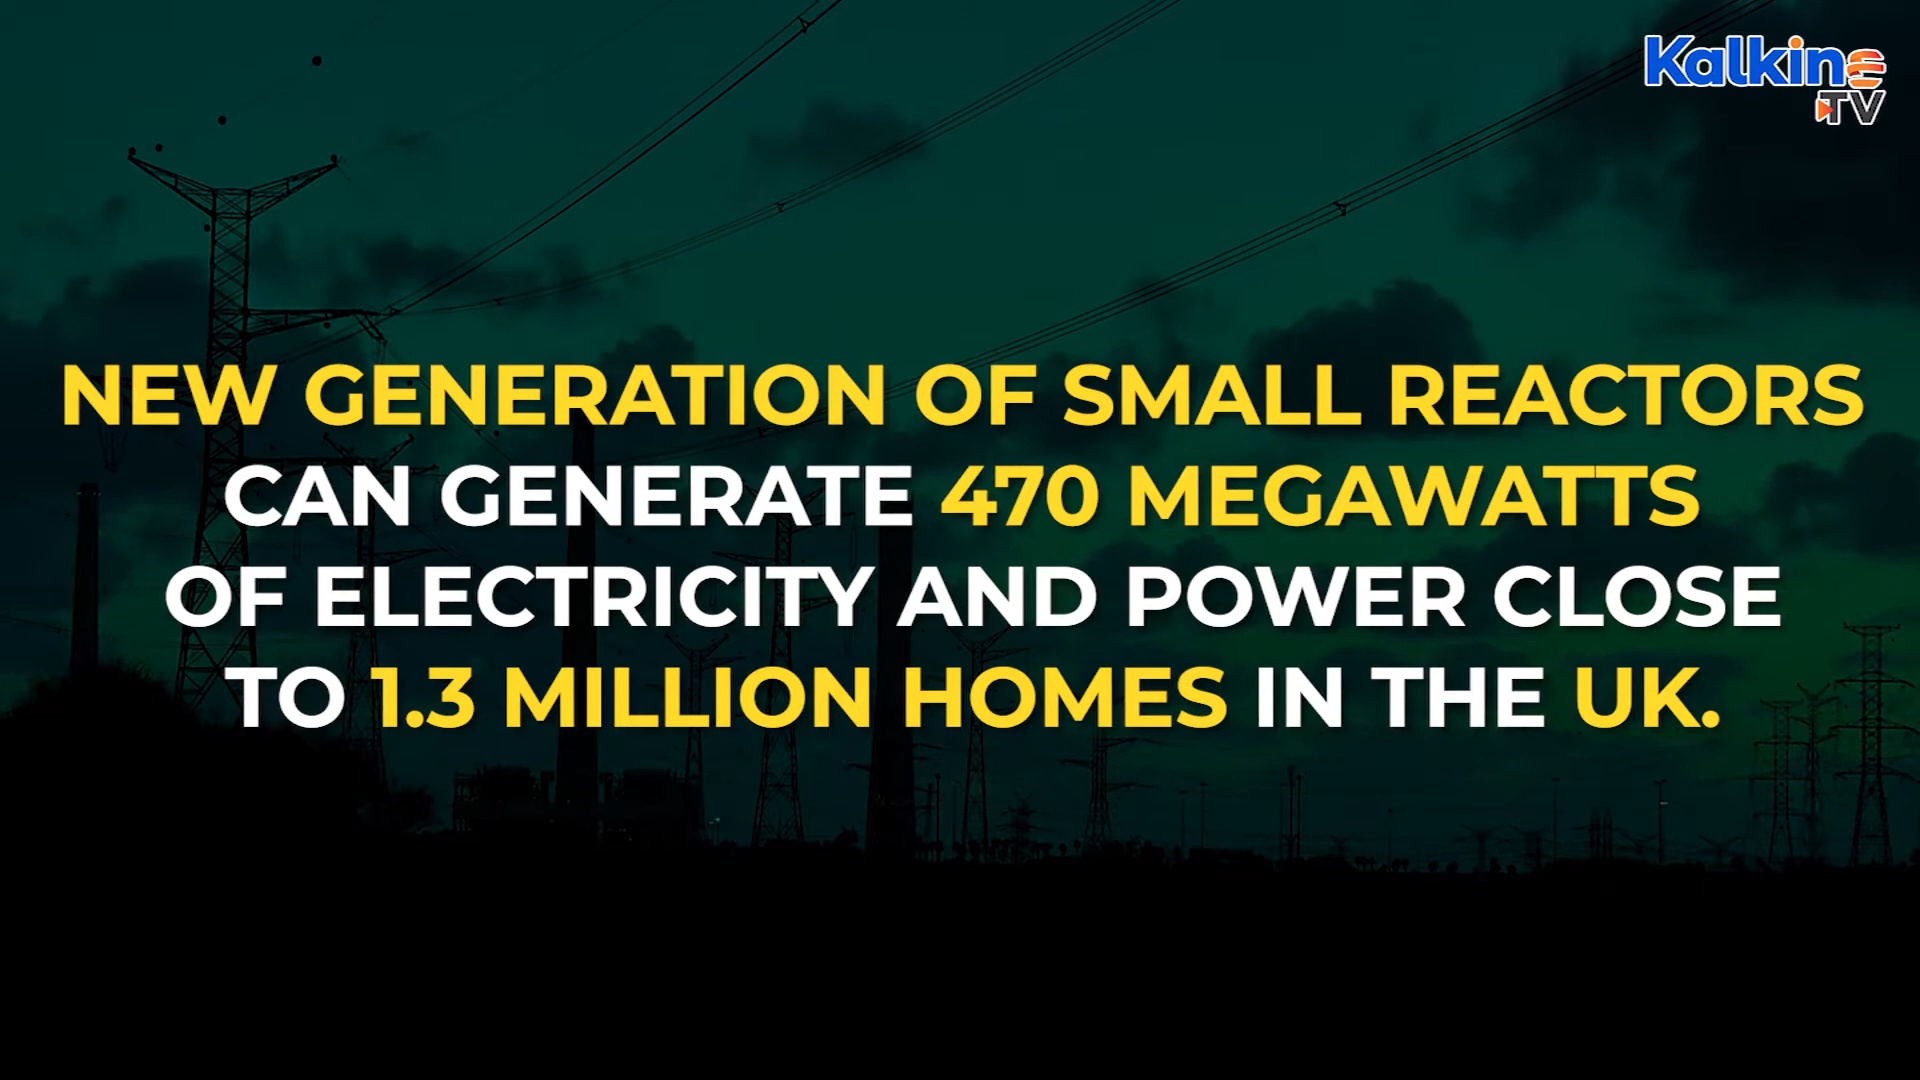 Kalkine
TV
NEW GENERATION OF SMALL REACTORS
CAN GENERATE 470 MEGAWATTS
OF ELECTRICITY AND POWER CLOSE
TO 1.3 MILLION HOMES IN THE UK.